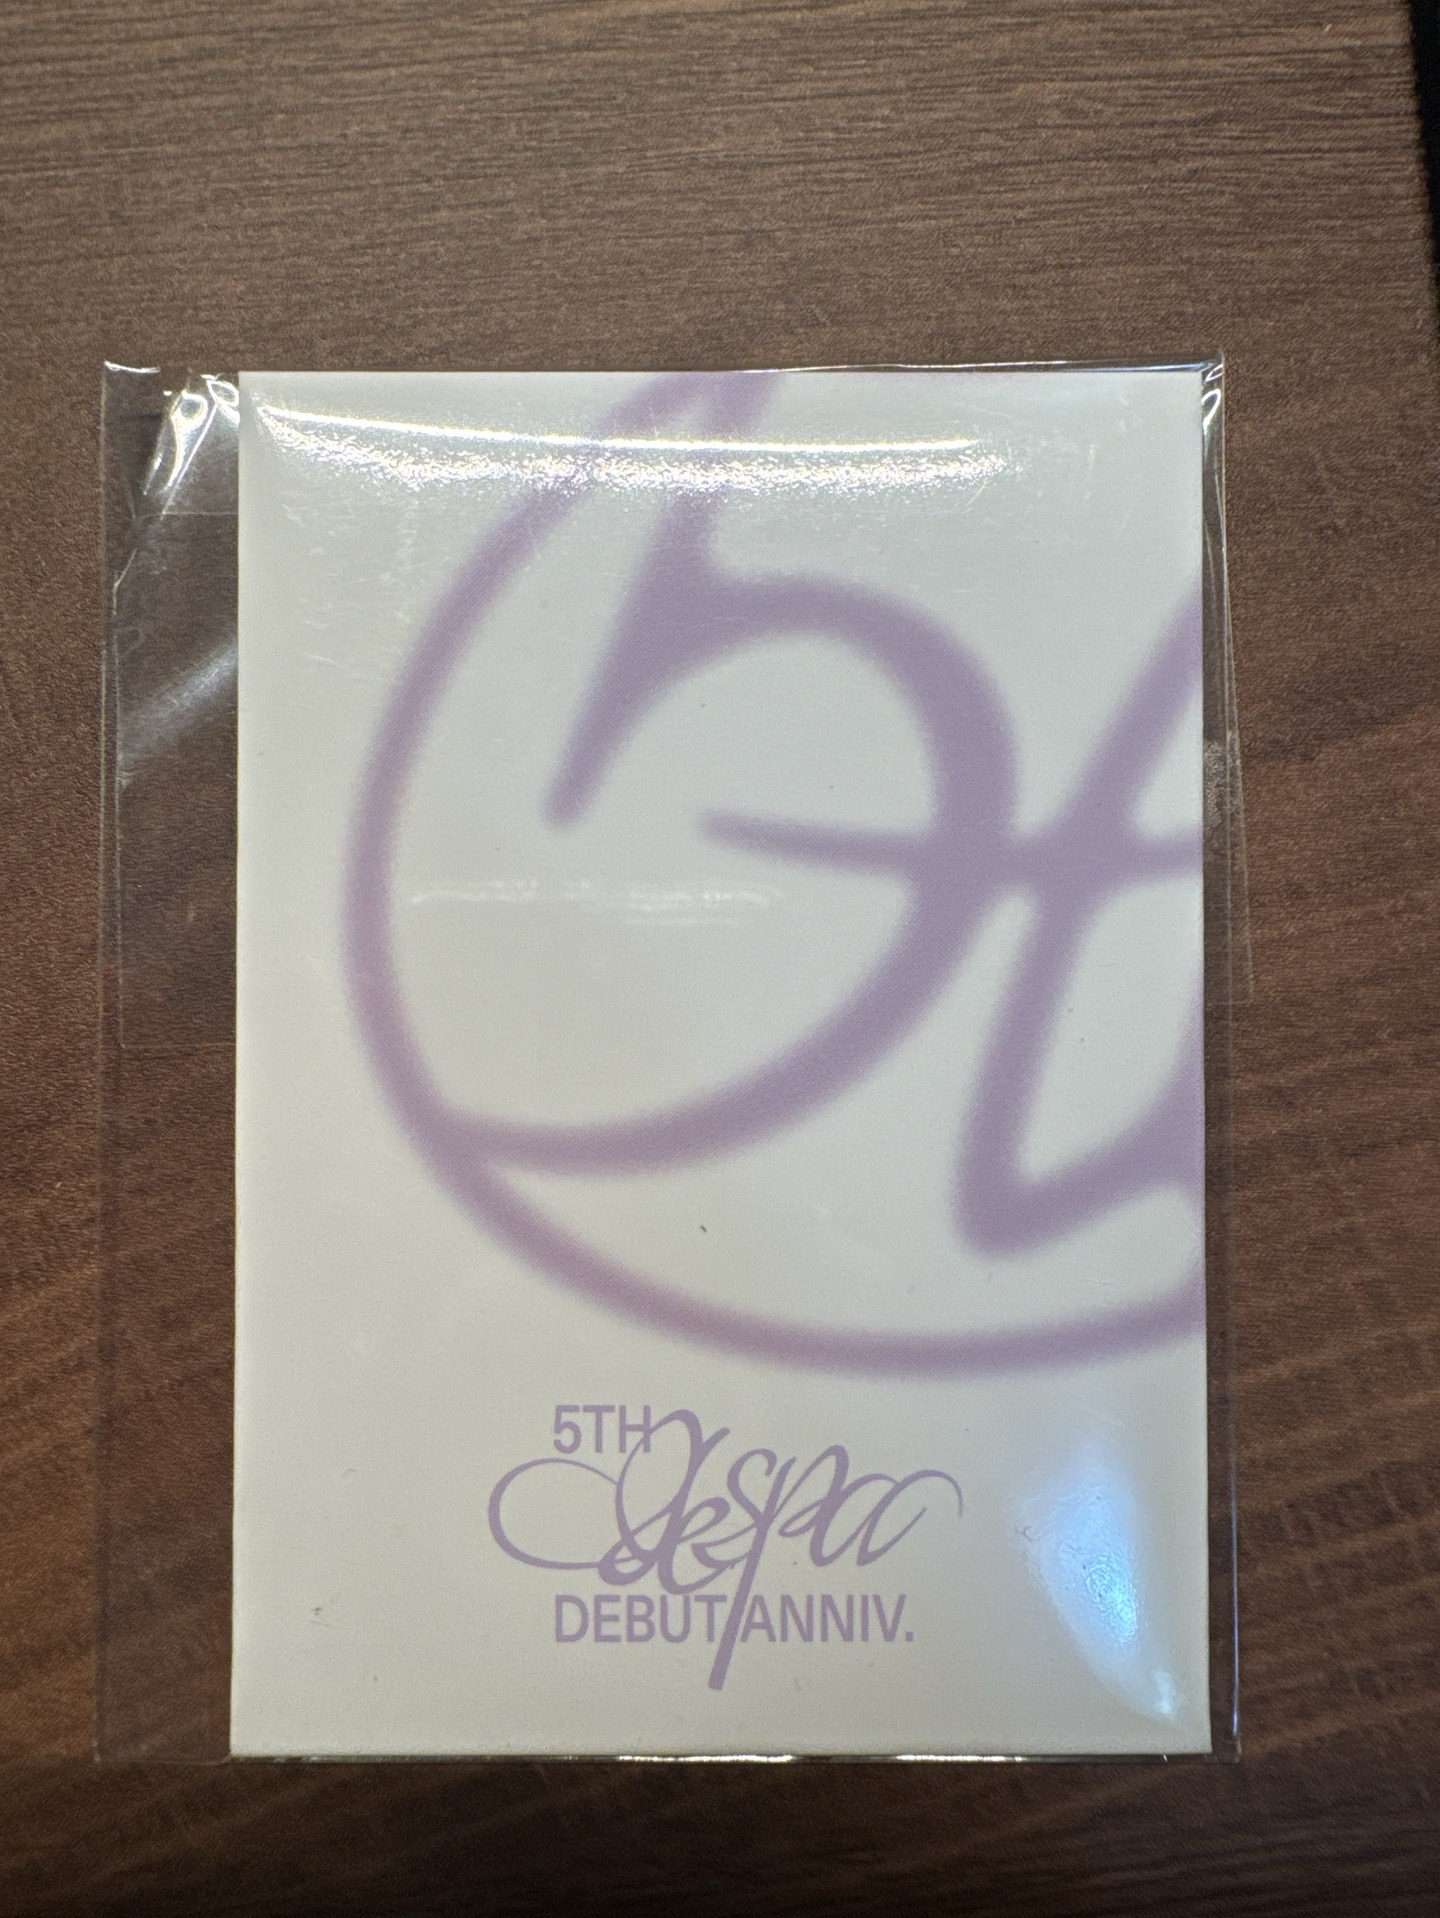 5TH
aespa
DEBUT ANNIV.